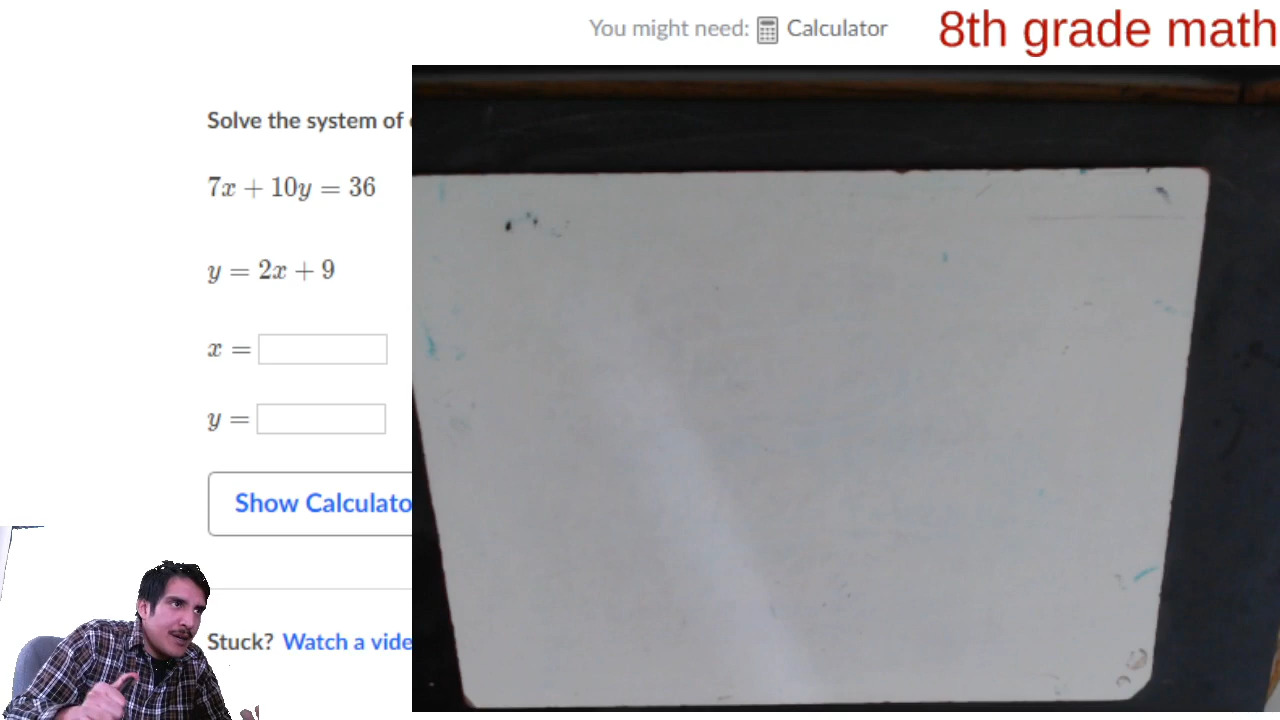 You might need: Calculator
8th grade math
Solve the system of
7x + 10y = 36
y = 2x + 9
x =
y =
Show Calculato
Stuck? Watch a vide